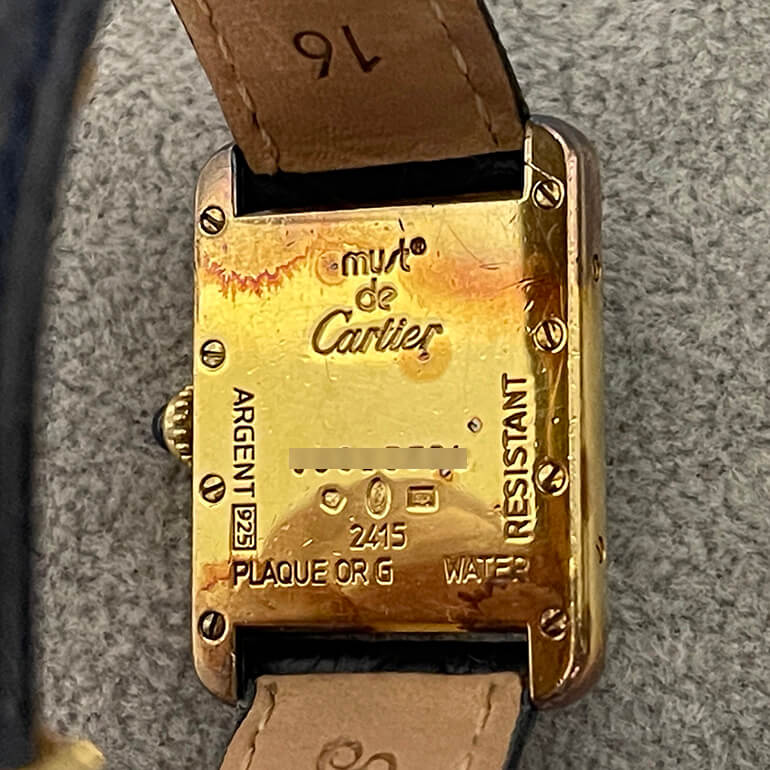 16
must®
de
Cartier
ARGENT 925
RESISTANT
2415
PLAQUE OR G
WATER